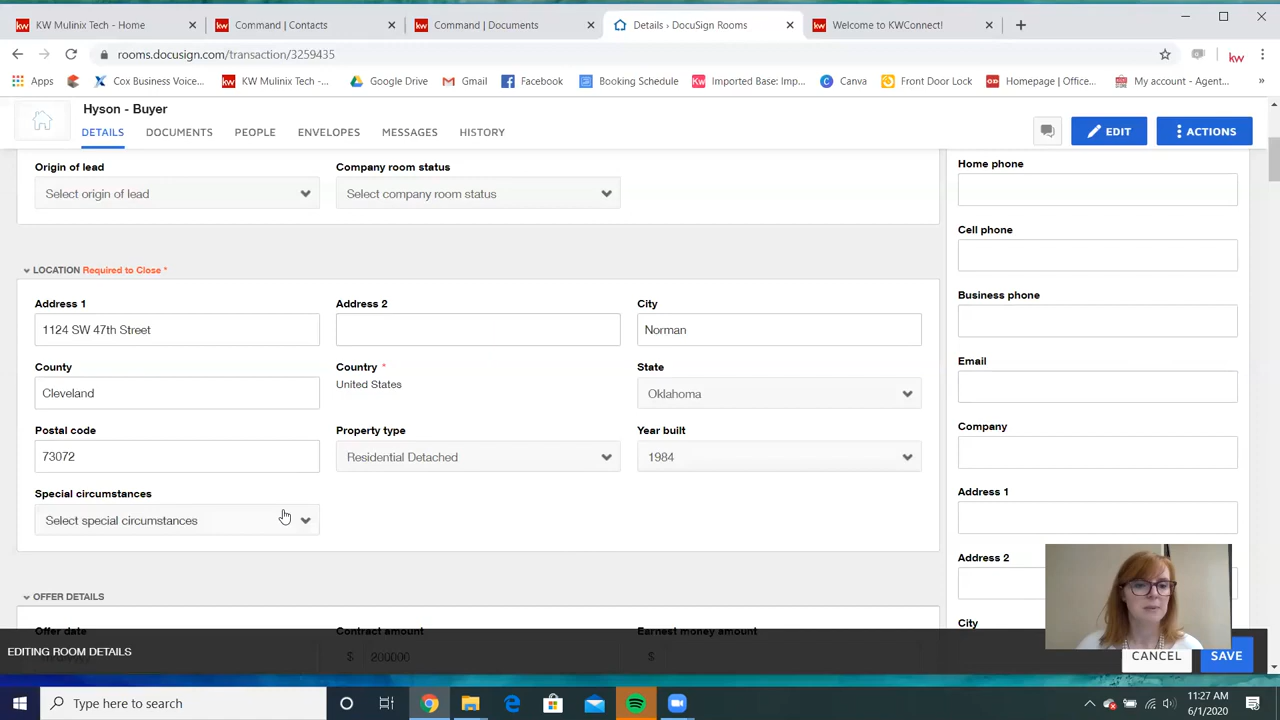 KW Mulinix Tech - Home
Command | Contacts
Command | Documents
Details › DocuSign Rooms
Welcome to KWConnect!
rooms.docusign.com/transaction/3259435
kw
Apps
Cox Business Voice...
KW Mulinix Tech -...
Google Drive
Gmail
Facebook
Booking Schedule
Imported Base: Imp...
Canva
Front Door Lock
Homepage | Office...
My account - Agent...
»
Hyson - Buyer
DETAILS
DOCUMENTS
PEOPLE
ENVELOPES
MESSAGES
HISTORY
EDIT
ACTIONS
Origin of lead
Company room status
Home phone
Select origin of lead
Select company room status
Cell phone
LOCATION Required to Close *
Business phone
Address 1
Address 2
City
1124 SW 47th Street
Norman
Email
County
Country *
State
Cleveland
United States
Oklahoma
Company
Postal code
Property type
Year built
73072
Residential Detached
1984
Address 1
Special circumstances
Select special circumstances
Address 2
OFFER DETAILS
City
Offer date
Contract amount
Earnest money amount
$ 200000
$
EDITING ROOM DETAILS
CANCEL
SAVE
Type here to search
11:27 AM
6/1/2020